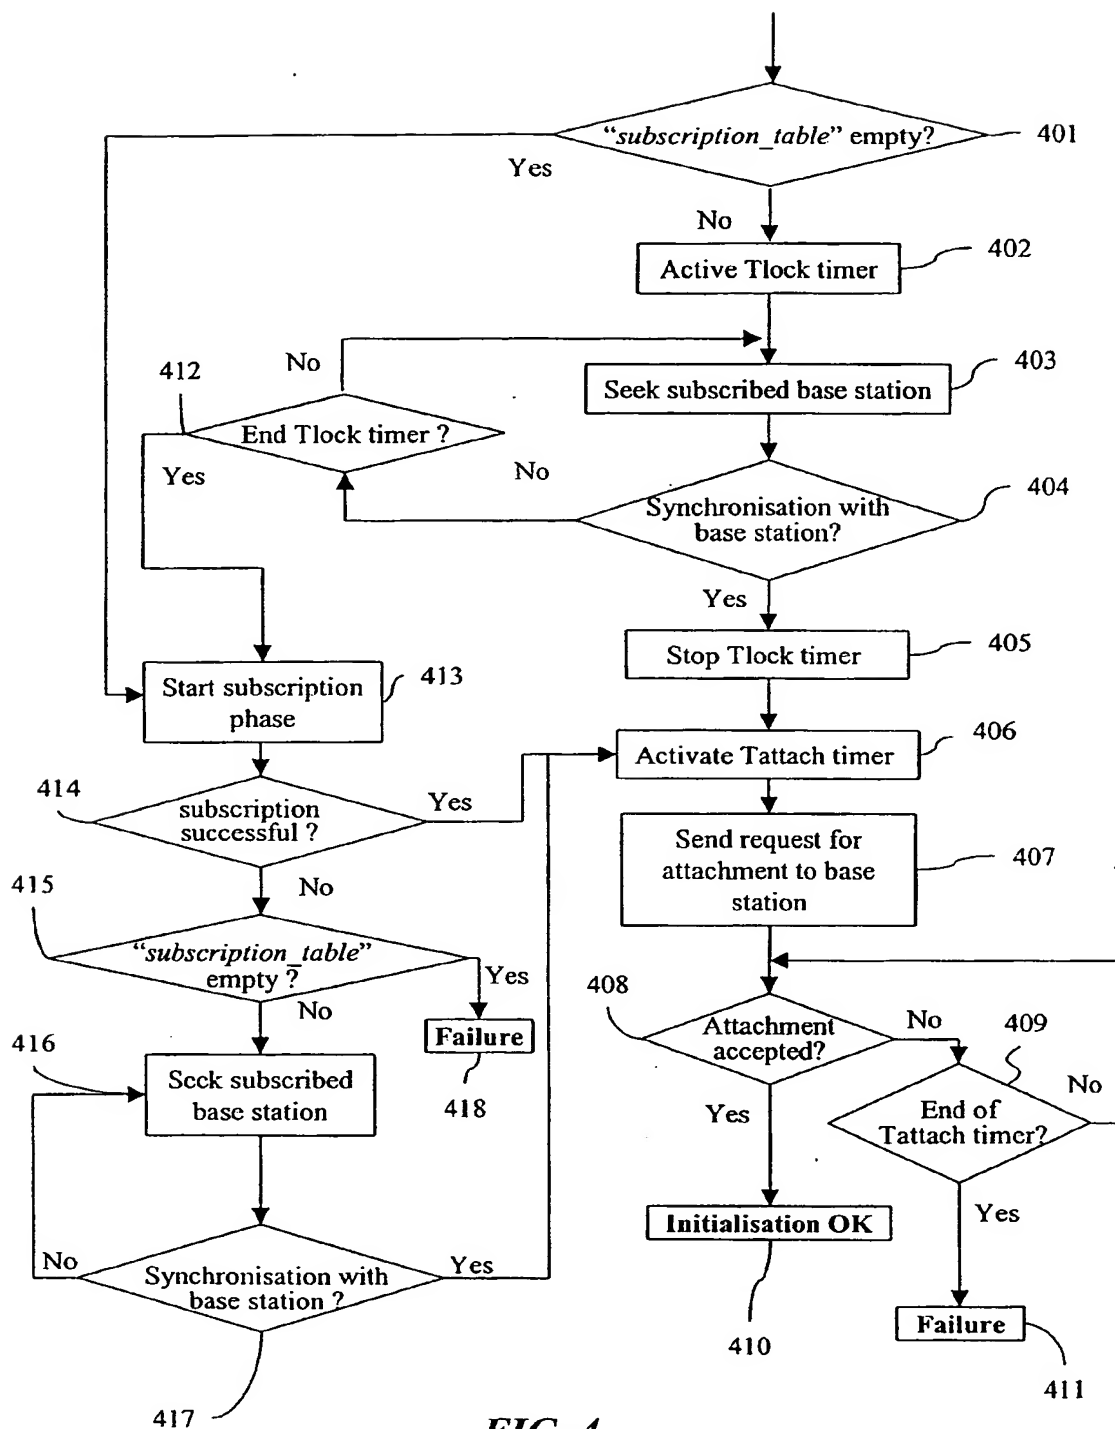 “subscription_table” empty?
401
Yes
No
402
Active Tlock timer
No
403
412
Seek subscribed base station
End Tlock timer ?
No
Yes
404
Synchronisation with
base station?
Yes
405
Stop Tlock timer
413
Start subscription
phase
406
Activate Tattach timer
414
Yes
subscription
successful ?
Send request for
attachment to base
station
407
No
415
“subscription_table”
empty ?
Yes
No
408
Attachment
accepted?
No
409
416
Failure
Seek subscribed
base station
418
Yes
No
End of
Tattach timer?
Initialisation OK
Yes
No
Yes
Synchronisation with
base station ?
Failure
410
411
417
FIG. 4